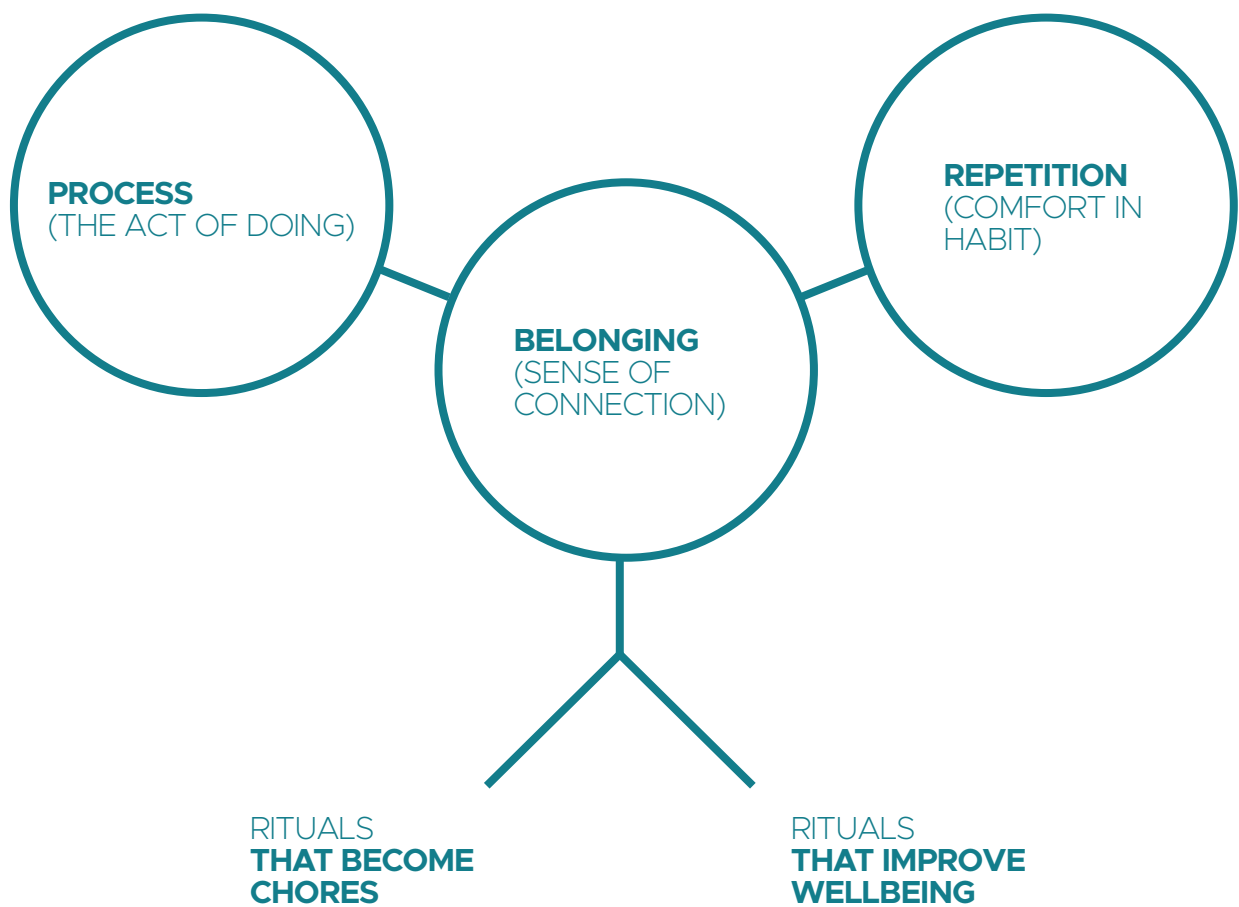 PROCESS
(THE ACT OF DOING)
REPETITION
(COMFORT IN
HABIT)
BELONGING
(SENSE OF
CONNECTION)
RITUALS
THAT BECOME
CHORES
RITUALS
THAT IMPROVE
WELLBEING